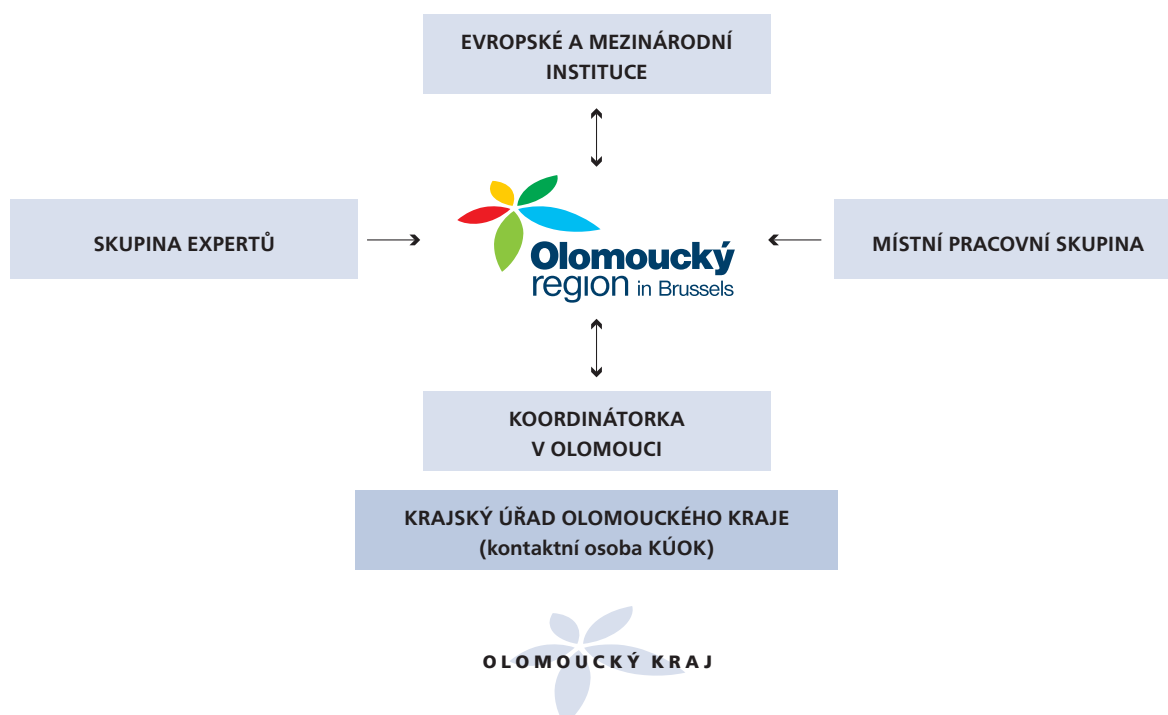 EVROPSKÉ A MEZINÁRODNÍ
INSTITUCE
SKUPINA EXPERTŮ
Olomoucký
region in Brussels
MÍSTNÍ PRACOVNÍ SKUPINA
KOORDINÁTORKA
V OLOMOUCI
KRAJSKÝ ÚŘAD OLOMOUCKÉHO KRAJE
(kontaktní osoba KÚOK)
OLOMOUCKÝ KRAJ